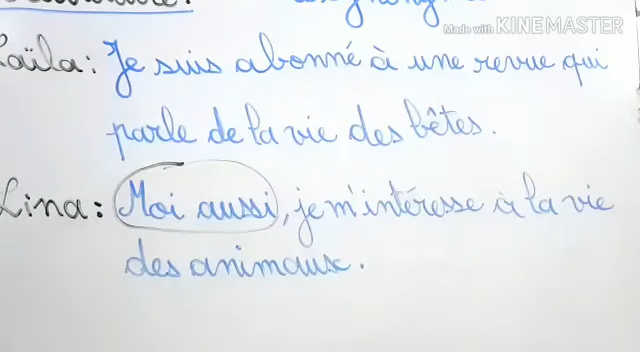 Made with KINEMASTER
Laïla: Je suis abonné à une revue qui
parle de la vie des bêtes.
Lina: Moi aussi, je m'intéresse à la vie
des animaux.